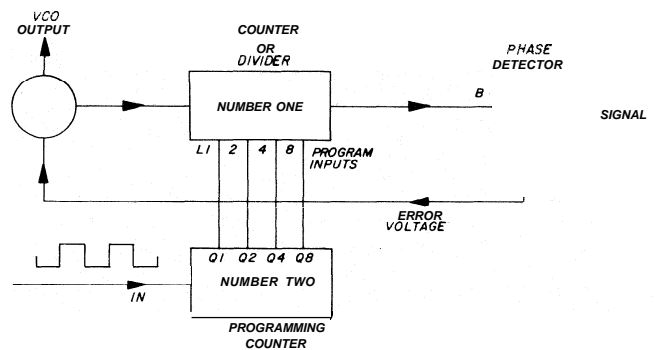 VCO
OUTPUT
COUNTER
OR
DIVIDER
PHASE
DETECTOR
NUMBER ONE
B
SIGNAL
L1 2 4 8 PROGRAM
INPUTS
ERROR
VOLTAGE
Q1 Q2 Q4 Q8
NUMBER TWO
IN
PROGRAMMING
COUNTER